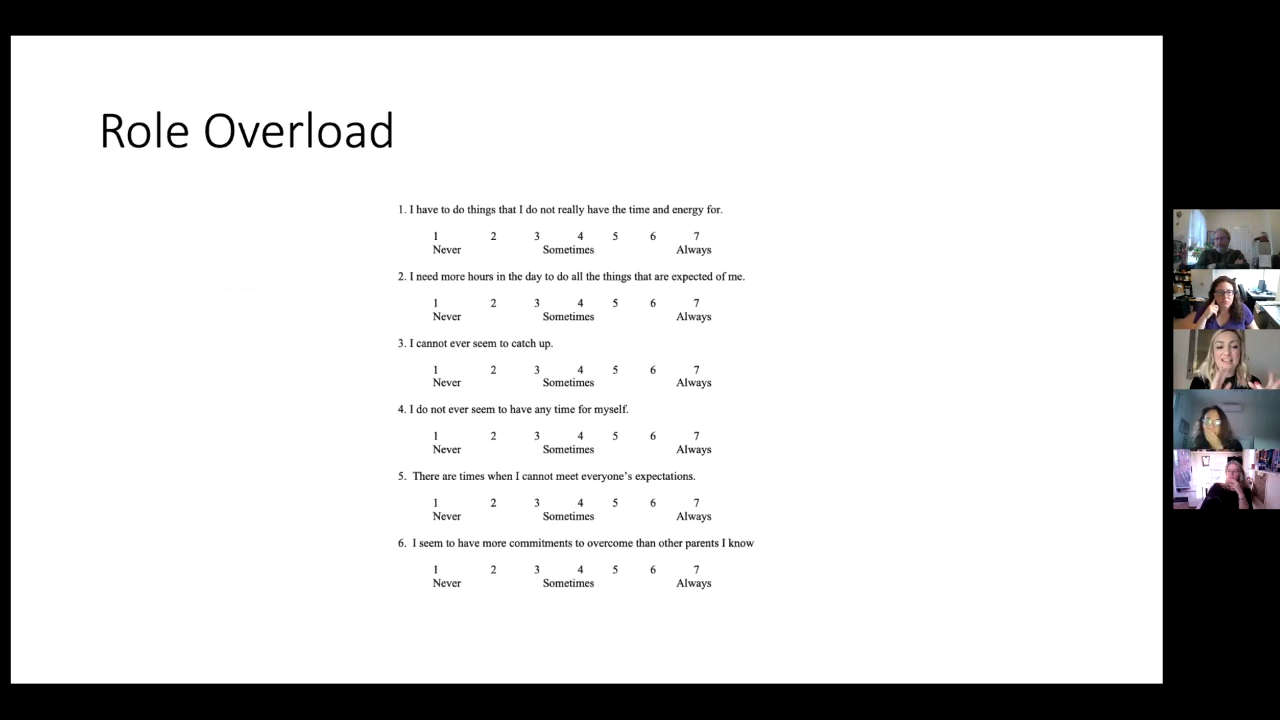 Role Overload
1. I have to do things that I do not really have the time and energy for.
1 2 3 4 5 6 7
Never Sometimes Always
2. I need more hours in the day to do all the things that are expected of me.
1 2 3 4 5 6 7
Never Sometimes Always
3. I cannot ever seem to catch up.
1 2 3 4 5 6 7
Never Sometimes Always
4. I do not ever seem to have any time for myself.
1 2 3 4 5 6 7
Never Sometimes Always
5. There are times when I cannot meet everyone’s expectations.
1 2 3 4 5 6 7
Never Sometimes Always
6. I seem to have more commitments to overcome than other parents I know
1 2 3 4 5 6 7
Never Sometimes Always